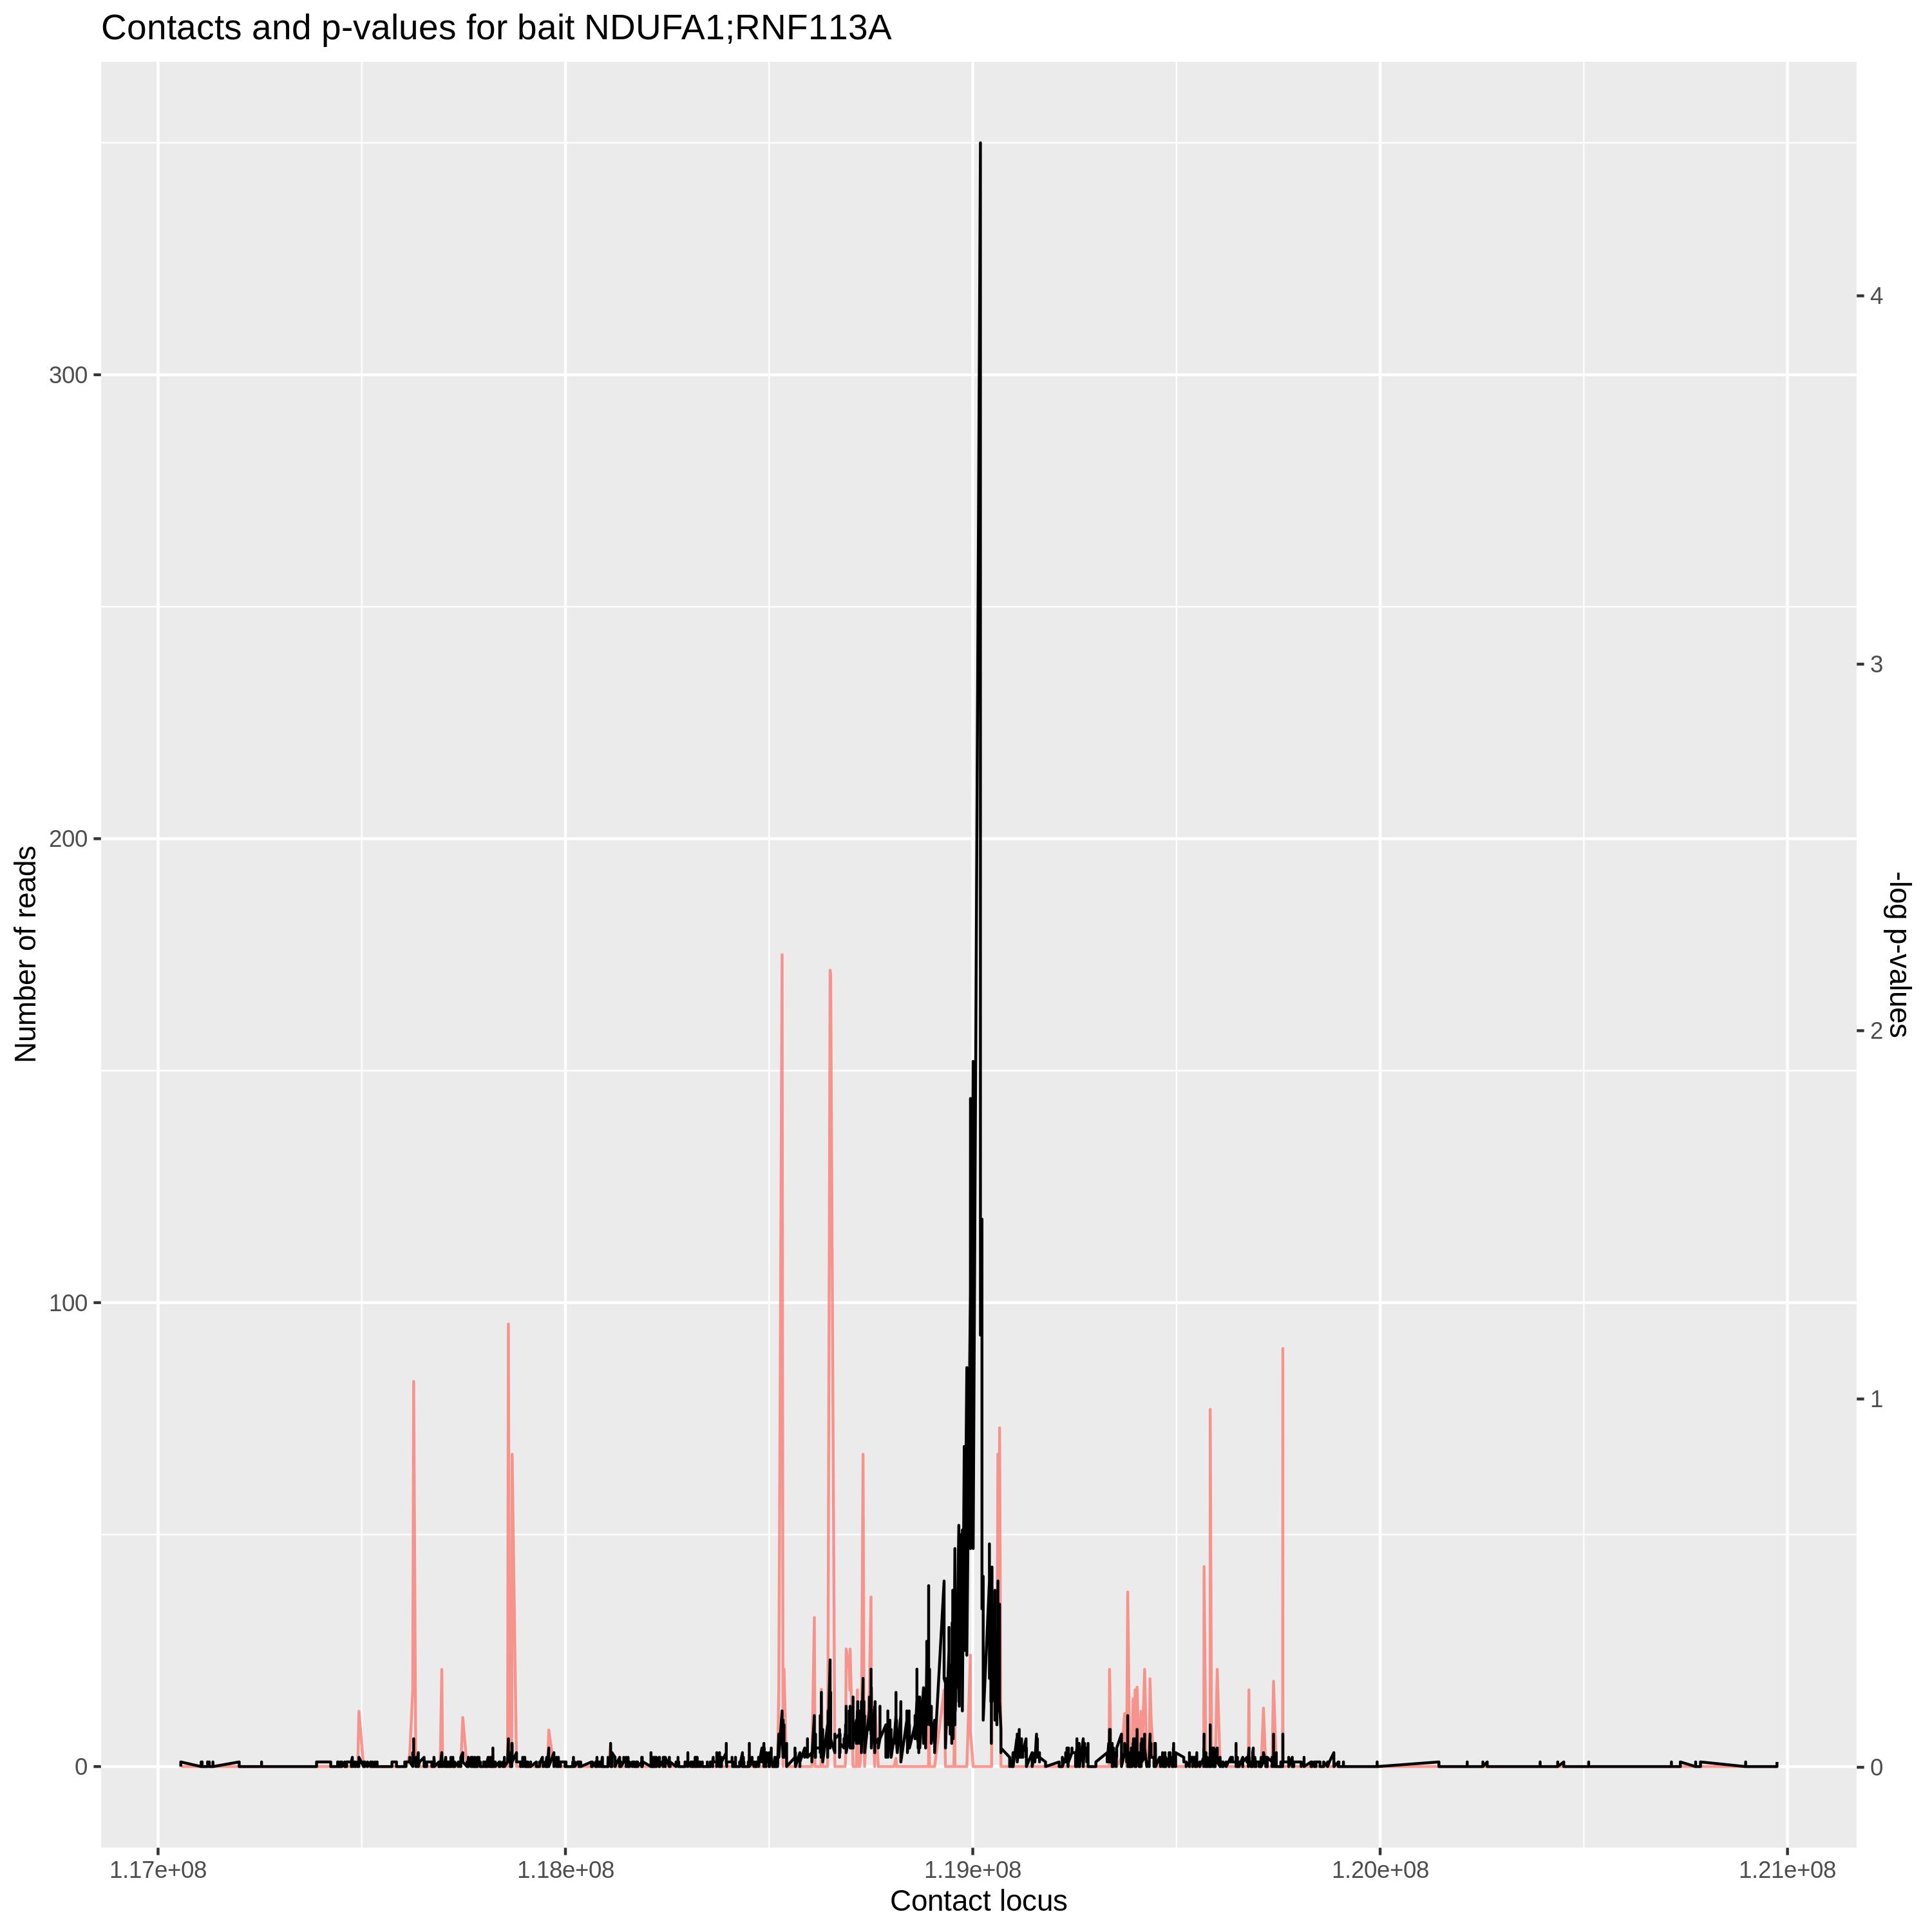 Contacts and p-values for bait NDUFA1;RNF113A
Number of reads
300
200
100
0
4
3
2
1
0
-log p-values
1.17e+08
1.18e+08
1.19e+08
1.20e+08
1.21e+08
Contact locus